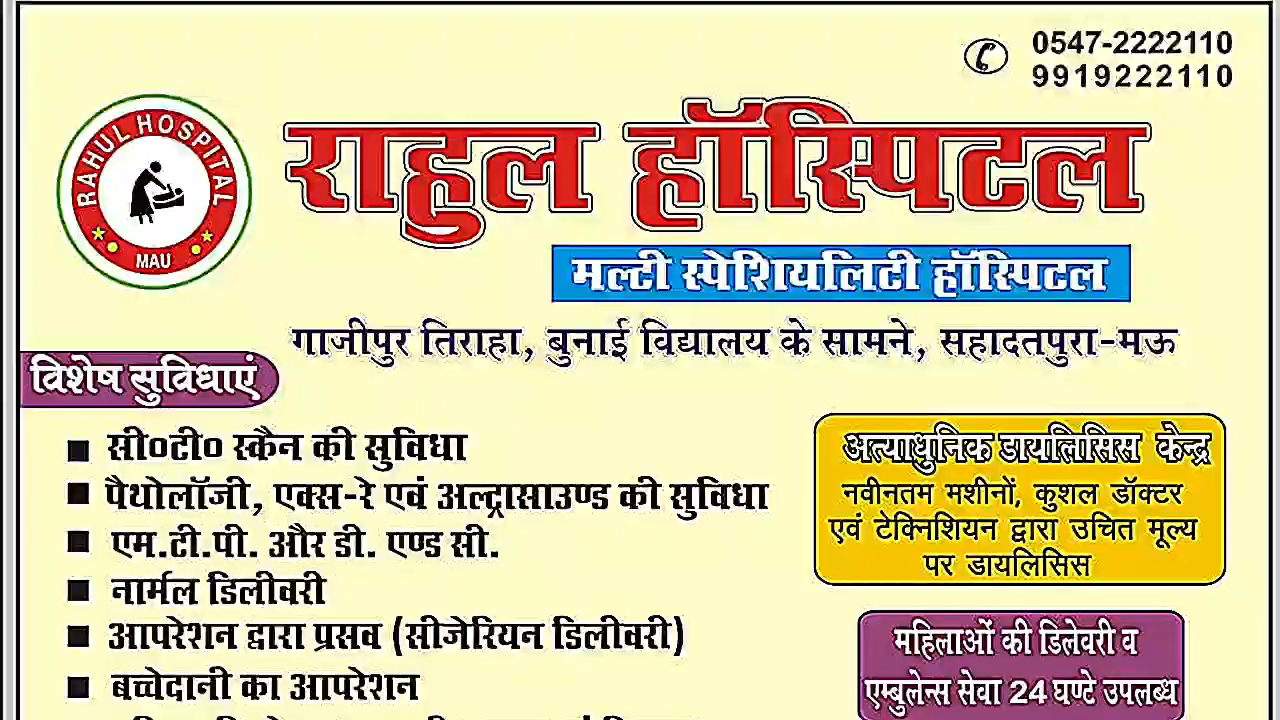 0547-2222110
9919222110
RAHUL HOSPITAL
MAU
राहुल हॉस्पिटल
मल्टी स्पेशियलिटी हॉस्पिटल
गाजीपुर तिराहा, बुनाई विद्यालय के सामने, सहादतपुरा-मऊ
विशेष सुविधाएं
सी०टी० स्कैन की सुविधा
पैथोलॉजी, एक्स-रे एवं अल्ट्रासाउण्ड की सुविधा
एम.टी.पी. और डी. एण्ड सी.
नार्मल डिलीवरी
आपरेशन द्वारा प्रसव (सीजेरियन डिलीवरी)
बच्चेदानी का आपरेशन
अत्याधुनिक डायलिसिस केन्द्र
नवीनतम मशीनों, कुशल डॉक्टर
एवं टेक्निशियन द्वारा उचित मूल्य
पर डायलिसिस
महिलाओं की डिलेवरी व
एम्बुलेन्स सेवा 24 घण्टे उपलब्ध